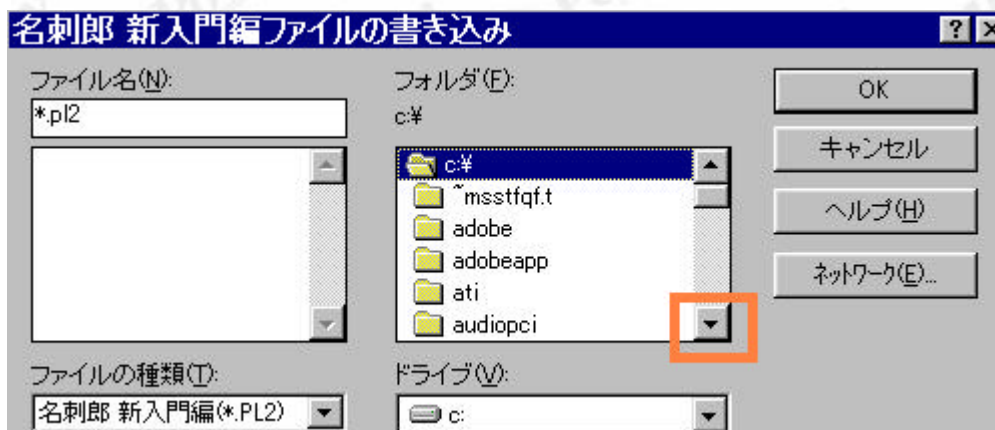 名刺郎 新入門編ファイルの書き込み
ファイル名(N):
*.pl2
フォルダ(F):
c:¥
c:¥
~msstfqf.t
adobe
adobeapp
ati
audiopci
OK
キャンセル
ヘルプ(H)
ネットワーク(E)...
ファイルの種類(T):
名刺郎 新入門編(*.PL2)
ドライブ(V):
c: